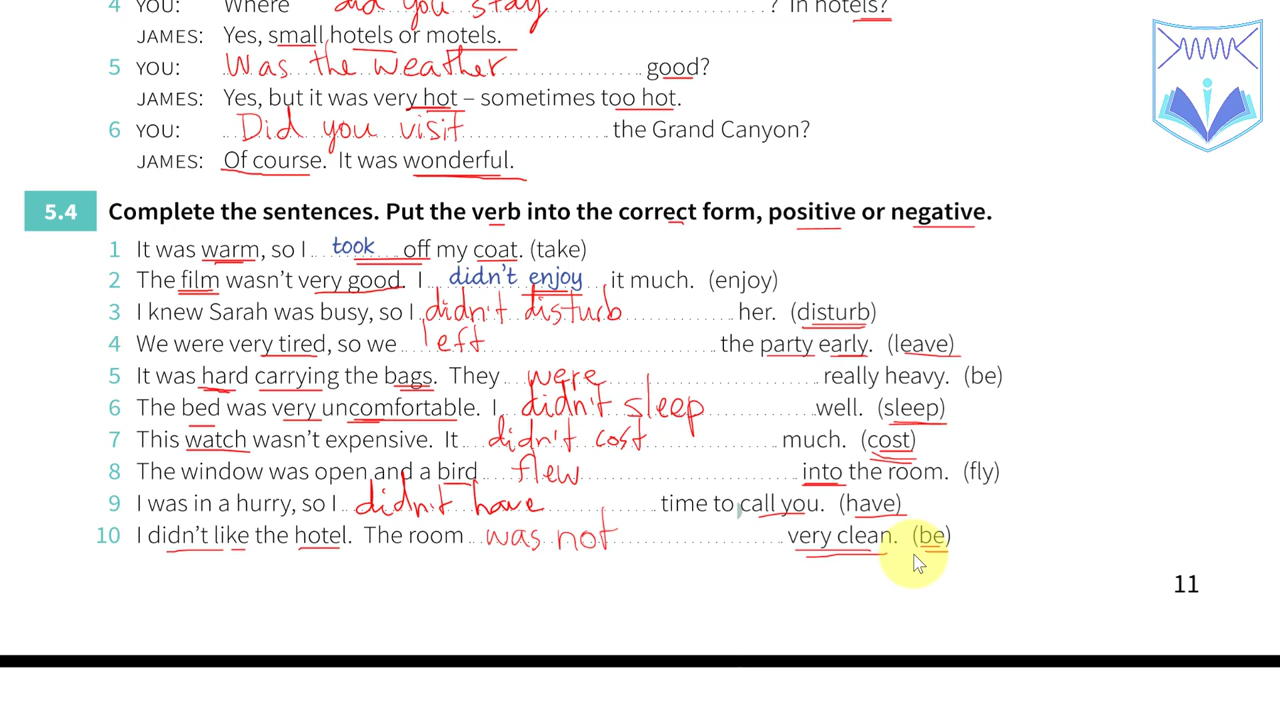 4 YOU: Where did you stay ? In hotels?
JAMES: Yes, small hotels or motels.
5 YOU: Was the weather good?
JAMES: Yes, but it was very hot – sometimes too hot.
6 YOU: Did you visit the Grand Canyon?
JAMES: Of course. It was wonderful.
5.4 Complete the sentences. Put the verb into the correct form, positive or negative.
1 It was warm, so I took off my coat. (take)
2 The film wasn't very good. I didn't enjoy it much. (enjoy)
3 I knew Sarah was busy, so I didn't disturb her. (disturb)
4 We were very tired, so we left the party early. (leave)
5 It was hard carrying the bags. They were really heavy. (be)
6 The bed was very uncomfortable. I didn't sleep well. (sleep)
7 This watch wasn't expensive. It didn't cost much. (cost)
8 The window was open and a bird flew into the room. (fly)
9 I was in a hurry, so I didn't have time to call you. (have)
10 I didn't like the hotel. The room was not very clean. (be)
11